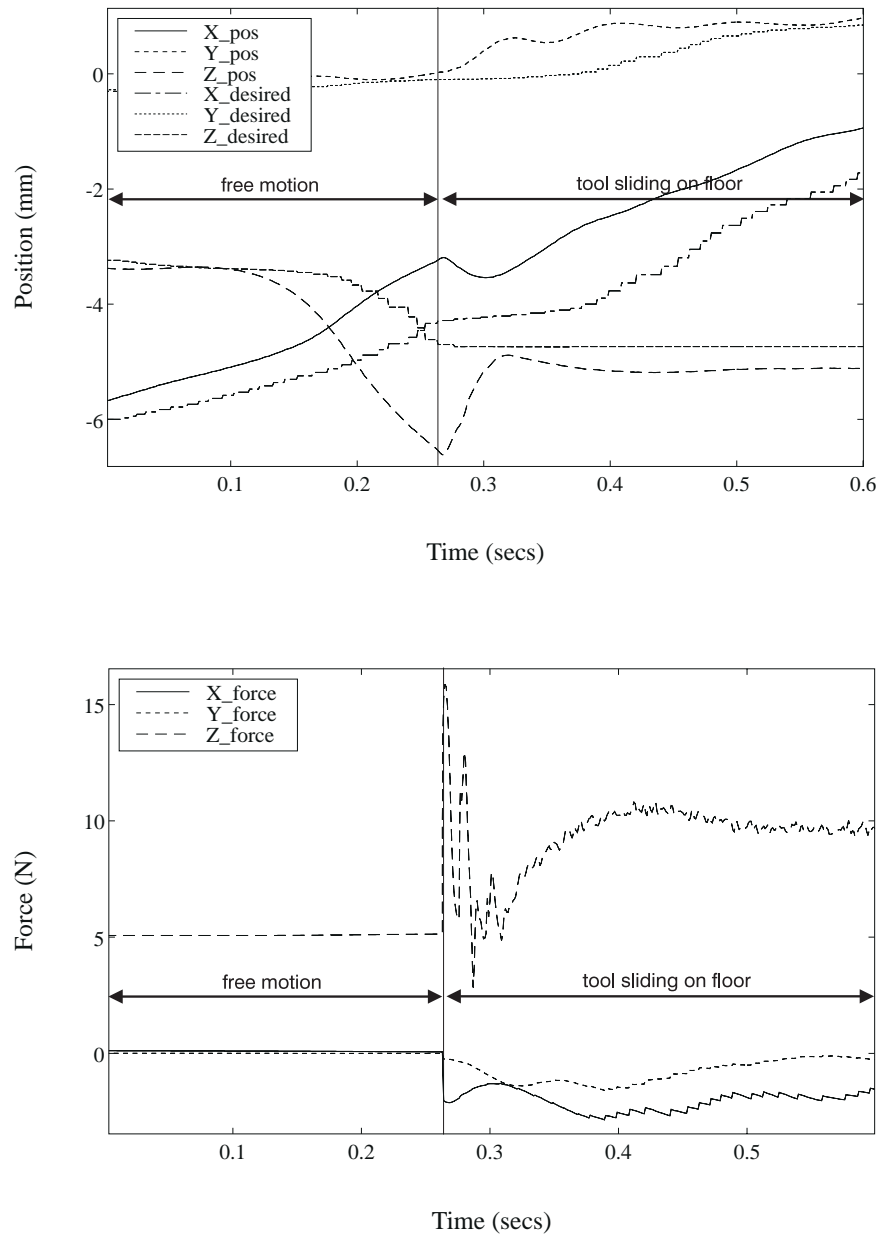 X_pos
Y_pos
Z_pos
X_desired
Y_desired
Z_desired
0
-2
-4
-6
Position (mm)
free motion
tool sliding on floor
0.1
0.2
0.3
0.4
0.5
0.6
Time (secs)
X_force
Y_force
Z_force
15
10
5
0
Force (N)
free motion
tool sliding on floor
0.1
0.2
0.3
0.4
0.5
Time (secs)